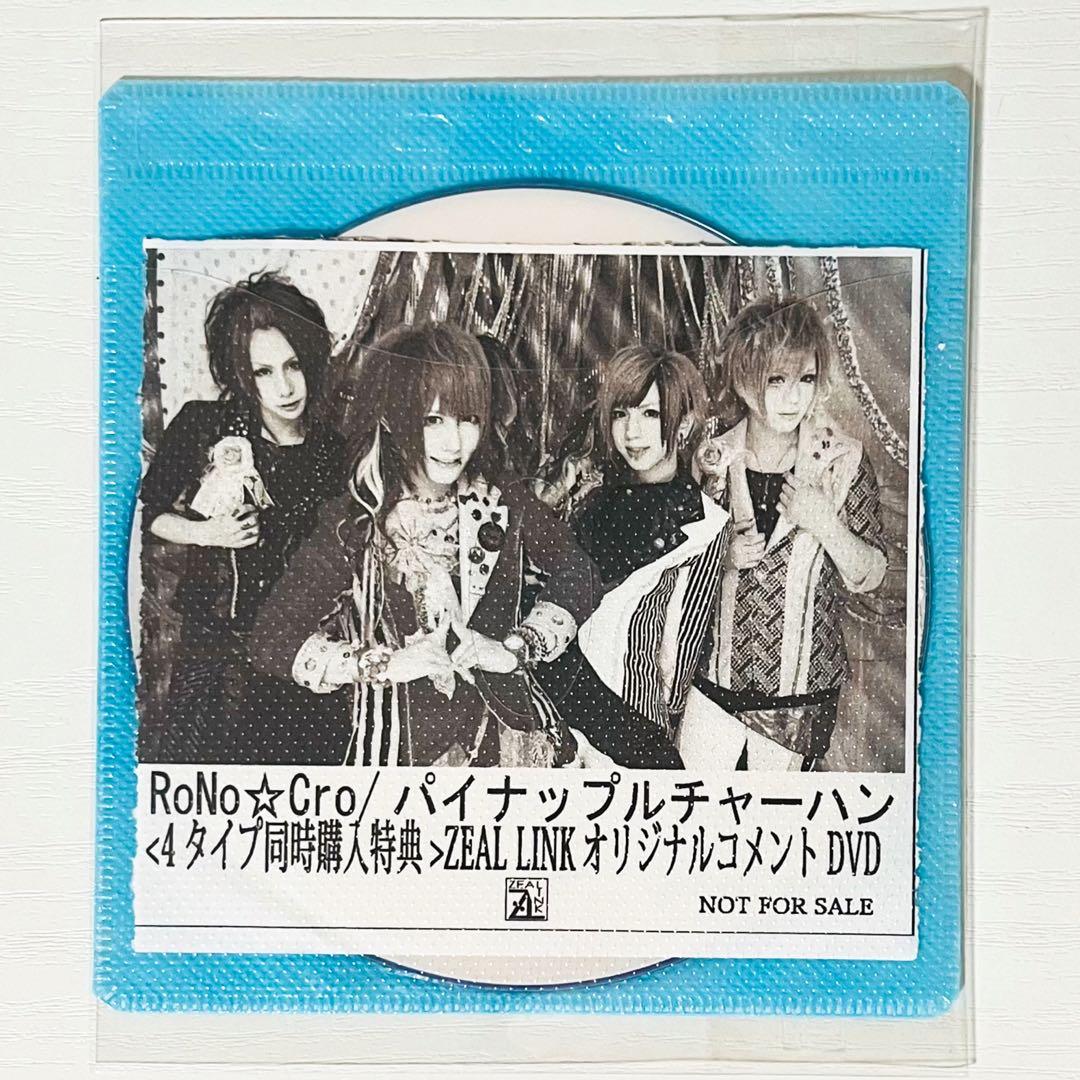 RoNo☆Cro/パイナップルチャーハン
<4タイプ同時購入特典>ZEAL LINKオリジナルコメントDVD
ZEAL LINK
NOT FOR SALE